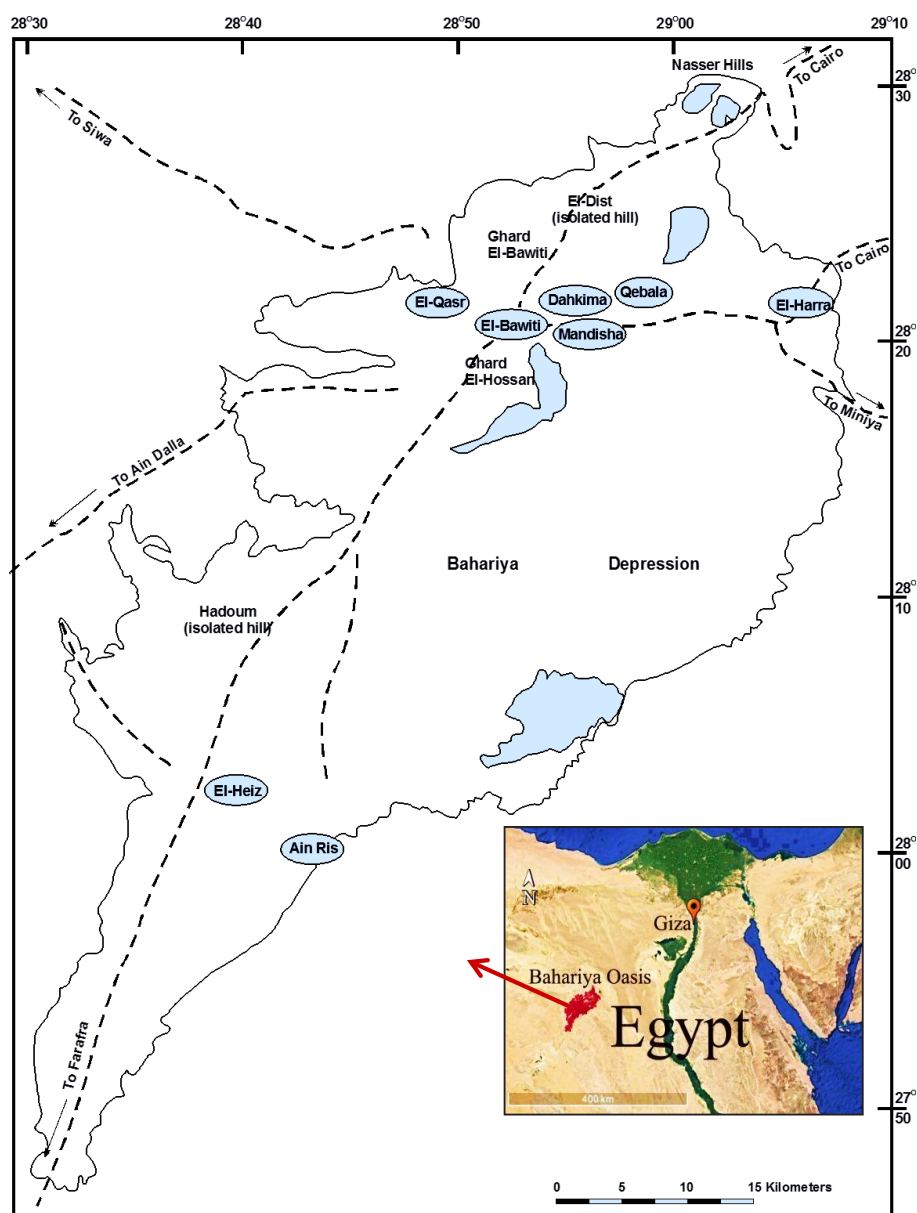 28°30
28°40
28°50
29°00
29°10
Nasser Hills
To Cairo
28°
30
To Siwa
El-Dist
(isolated hill)
Ghard
El-Bawiti
To Cairo
El-Qasr
Dahkima
Qebala
El-Harra
El-Bawiti
Mandisha
28°
20
Ghard
El-Hossan
To Miniya
To Ain Dalla
Bahariya Depression
28°
10
Hadoum
(isolated hill)
El-Heiz
Ain Ris
28°
00
N
Giza
Bahariya Oasis
Egypt
400 km
To Farafra
27°
50
0 5 10 15 Kilometers